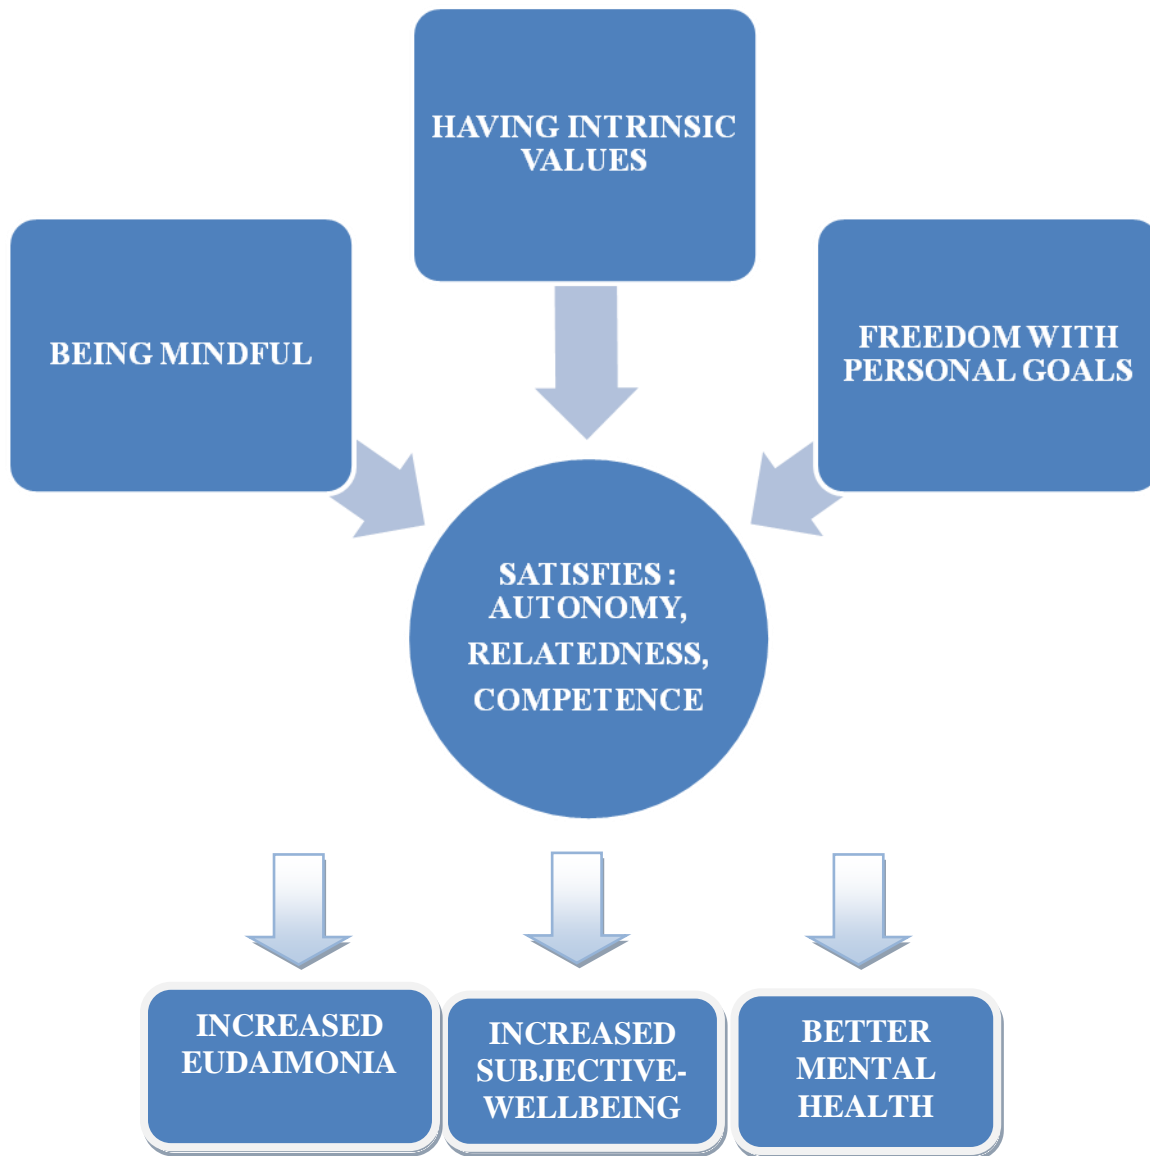 HAVING INTRINSIC
VALUES
BEING MINDFUL
FREEDOM WITH
PERSONAL GOALS
SATISFIES :
AUTONOMY,
RELATEDNESS,
COMPETENCE
INCREASED
EUDAIMONIA
INCREASED
SUBJECTIVE-
WELLBEING
BETTER
MENTAL
HEALTH